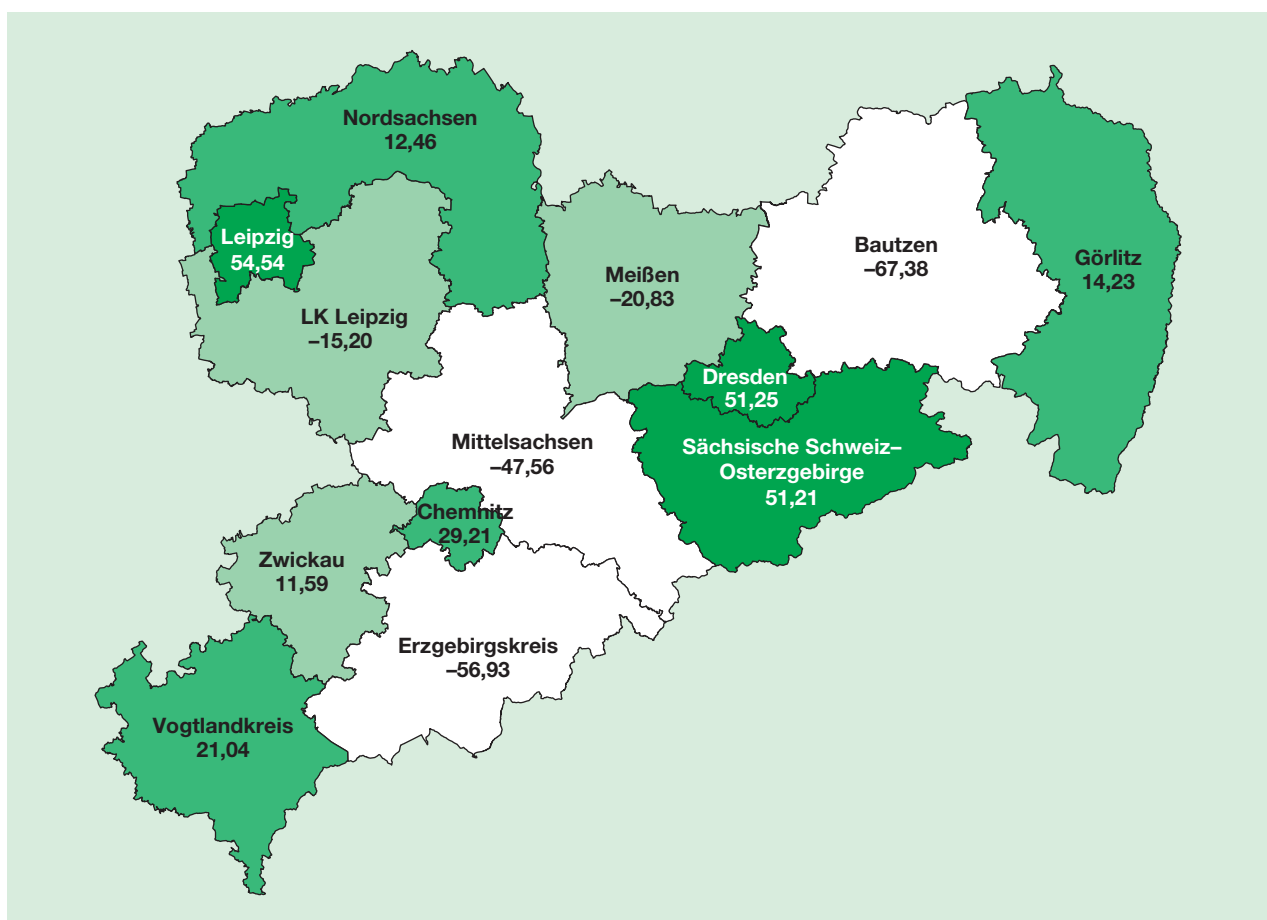 Nordsachsen
12,46
Leipzig
54,54
LK Leipzig
–15,20
Meißen
–20,83
Bautzen
–67,38
Görlitz
14,23
Dresden
51,25
Sächsische Schweiz–
Osterzgebirge
51,21
Mittelsachsen
–47,56
Chemnitz
29,21
Zwickau
11,59
Erzgebirgskreis
–56,93
Vogtlandkreis
21,04